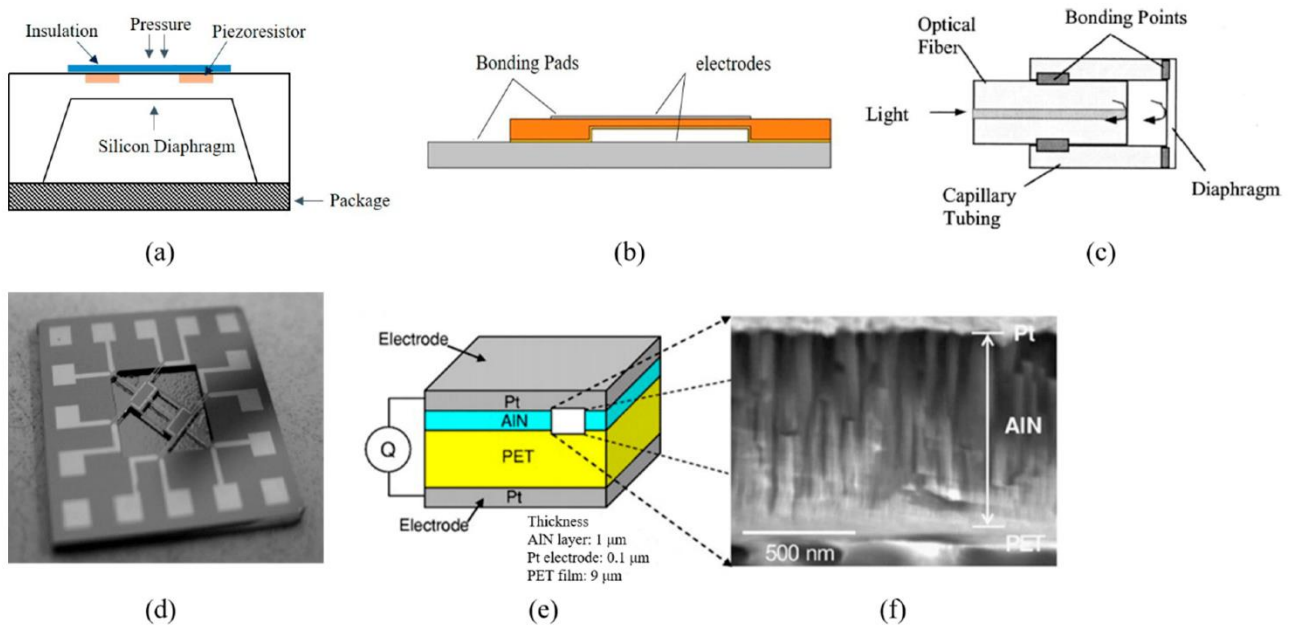 Insulation
Pressure
Piezoresistor
Silicon Diaphragm
Package
(a)
Bonding Pads
electrodes
(b)
Optical
Fiber
Bonding Points
Light
Capillary
Tubing
Diaphragm
(c)
(d)
Electrode
Pt
AlN
PET
Pt
Q
Electrode
Thickness
AlN layer: 1 μm
Pt electrode: 0.1 μm
PET film: 9 μm
(e)
Pt
AlN
PET
500 nm
(f)